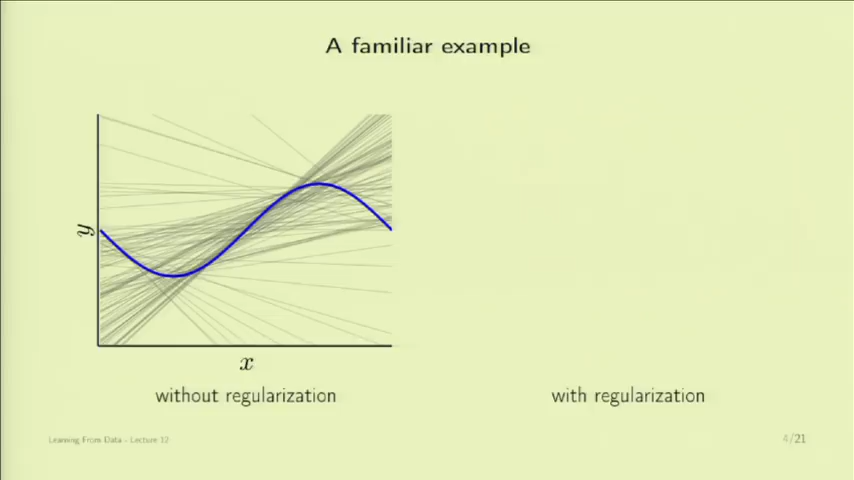 A familiar example
y
x
without regularization
with regularization
Learning From Data - Lecture 12
4/21